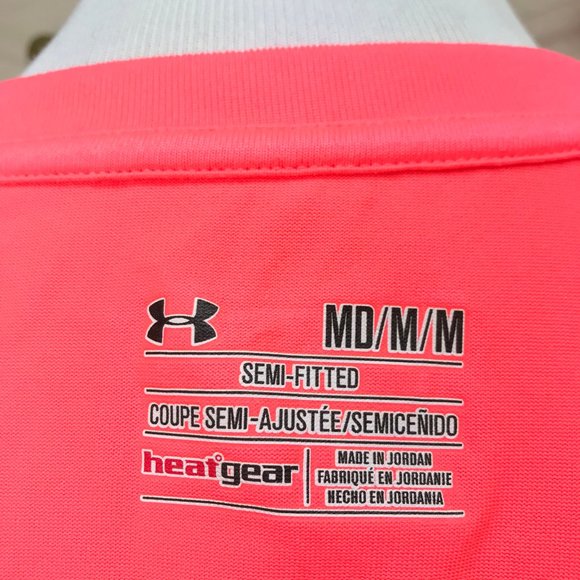 MD/M/M
SEMI-FITTED
COUPE SEMI-AJUSTÉE/SEMICEÑIDO
heatgear
MADE IN JORDAN
FABRIQUÉ EN JORDANIE
HECHO EN JORDANIA